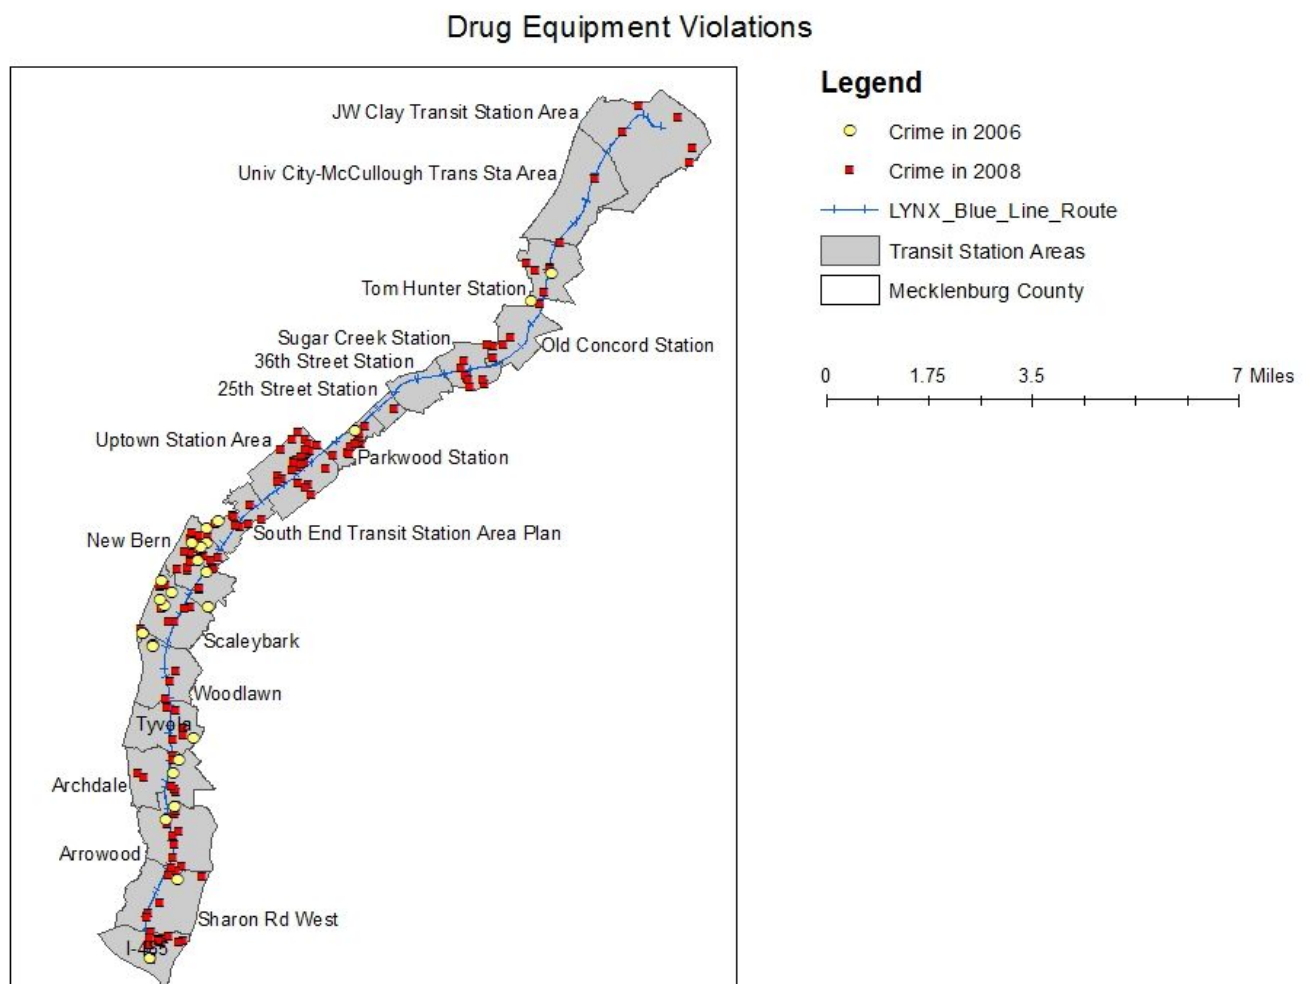 Drug Equipment Violations
JW Clay Transit Station Area
Univ City-McCullough Trans Sta Area
Tom Hunter Station
Sugar Creek Station
Old Concord Station
36th Street Station
25th Street Station
Uptown Station Area
Parkwood Station
South End Transit Station Area Plan
New Bern
Scaleybark
Woodlawn
Tyvola
Archdale
Arrowood
Sharon Rd West
I-485
Legend
Crime in 2006
Crime in 2008
LYNX_Blue_Line_Route
Transit Station Areas
Mecklenburg County
0 1.75 3.5 7 Miles